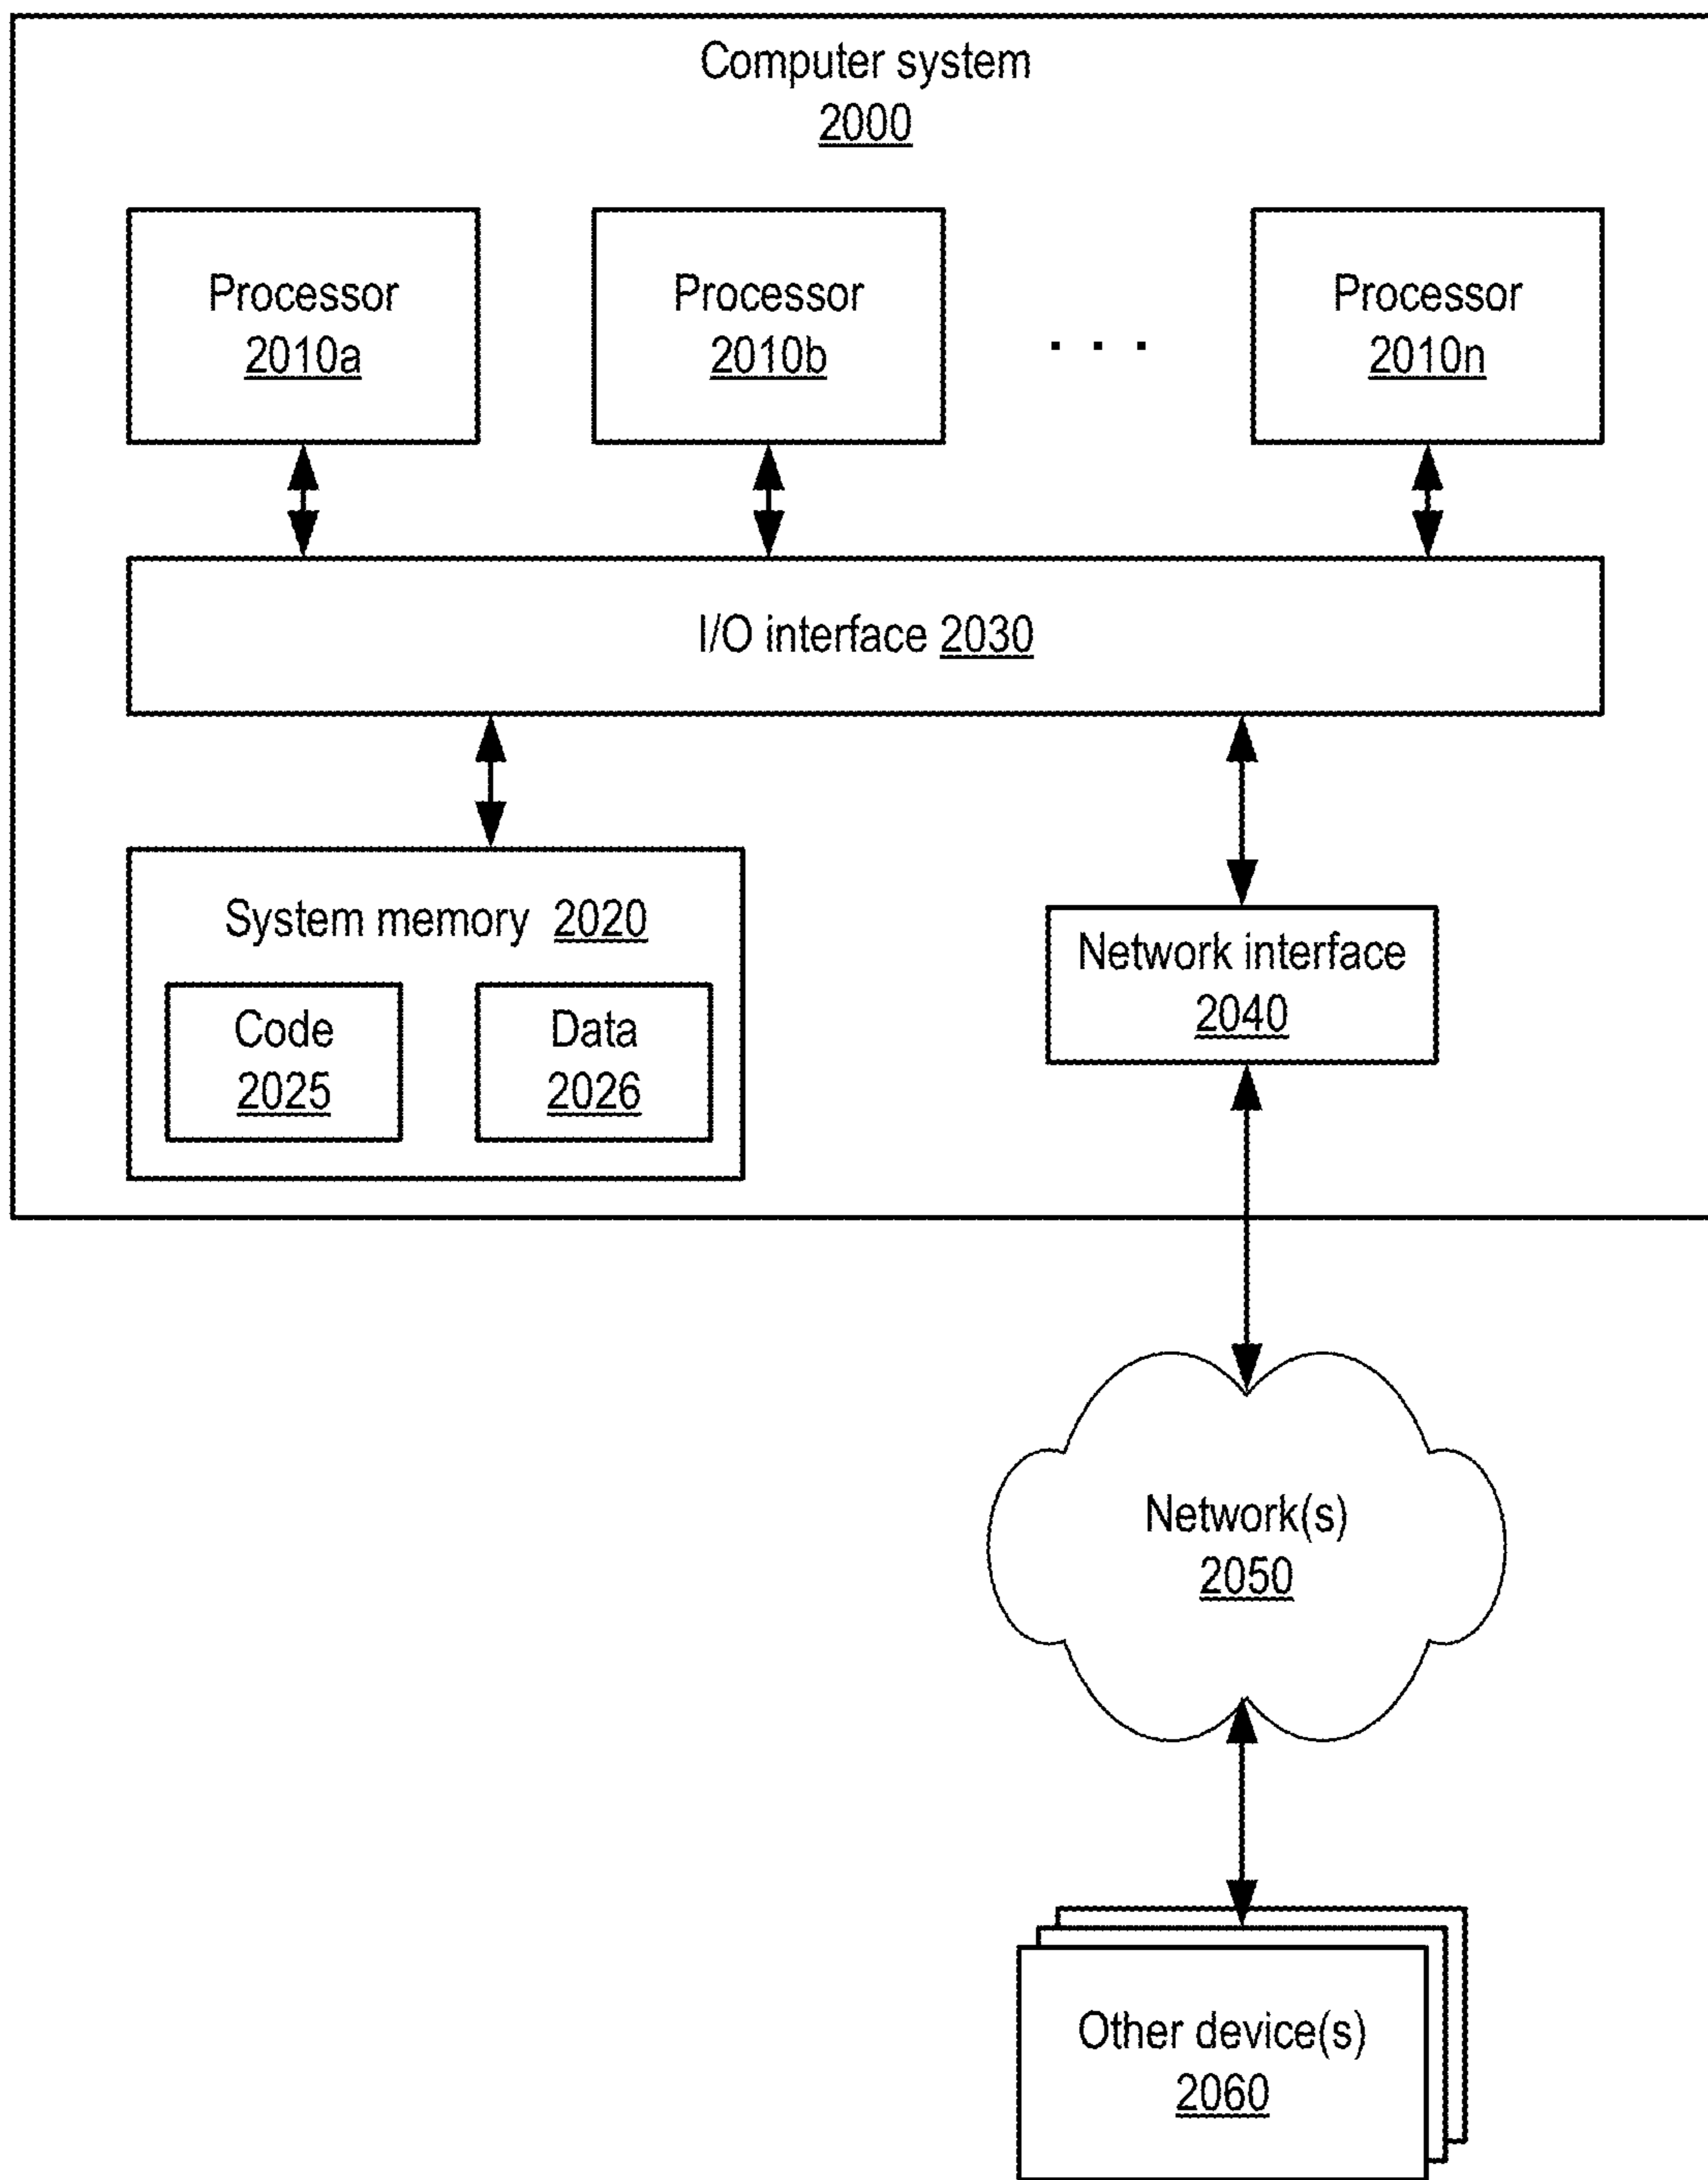 Computer system
2000
Processor
2010a
Processor
2010b
. . .
Processor
2010n
I/O interface 2030
System memory 2020
Code
2025
Data
2026
Network interface
2040
Network(s)
2050
Other device(s)
2060